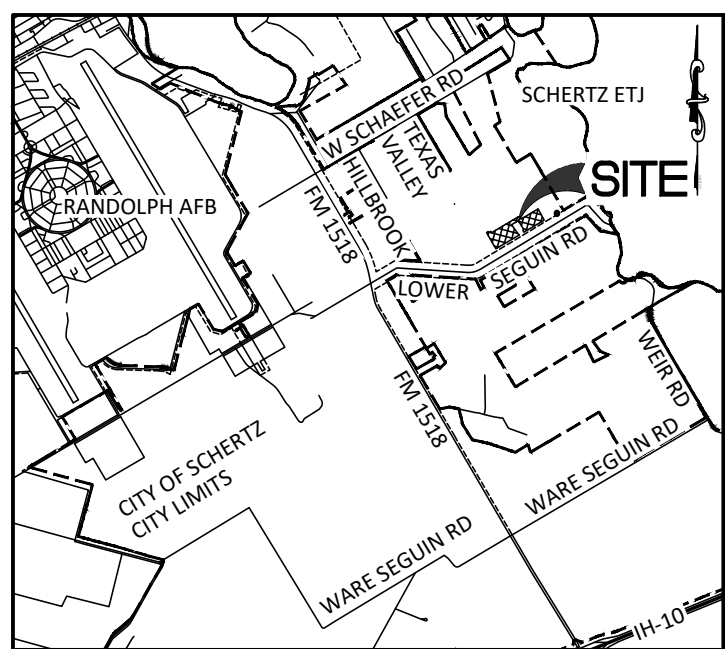 W SCHAEFER RD
SCHERTZ ETJ
TEXAS
VALLEY
HILLBROOK
SITE
RANDOLPH AFB
FM 1518
LOWER
SEGUIN RD
FM 1518
WEIR RD
CITY OF SCHERTZ
CITY LIMITS
WARE SEGUIN RD
WARE SEGUIN RD
IH-10